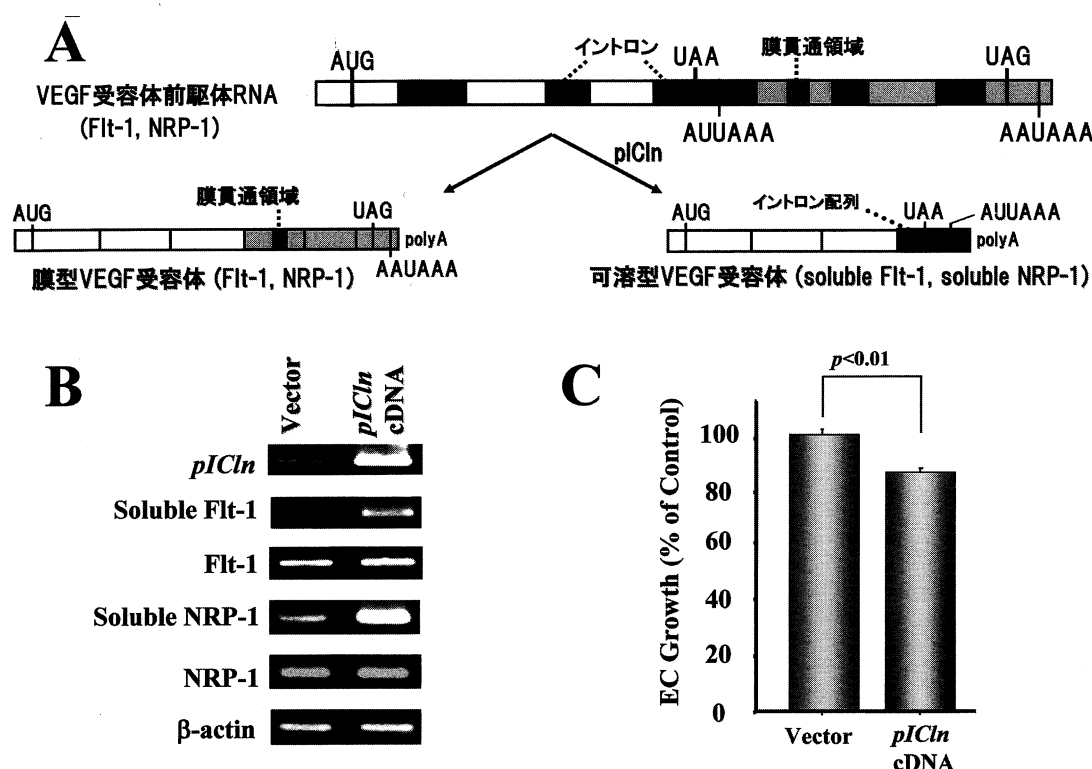 A
イントロン
UAA
膜貫通領域
AUG
UAG
VEGF受容体前駆体RNA
(Flt-1, NRP-1)
AUUAAA
AAUAAA
pICln
膜貫通領域
AUG
UAG
polyA
AAUAAA
膜型VEGF受容体 (Flt-1, NRP-1)
イントロン配列
AUG
UAA
AUUAAA
polyA
可溶型VEGF受容体 (soluble Flt-1, soluble NRP-1)
B
Vector
pICln
cDNA
pICln
Soluble Flt-1
Flt-1
Soluble NRP-1
NRP-1
β-actin
C
p<0.01
EC Growth (% of Control)
100
80
60
40
20
0
Vector
pICln
cDNA